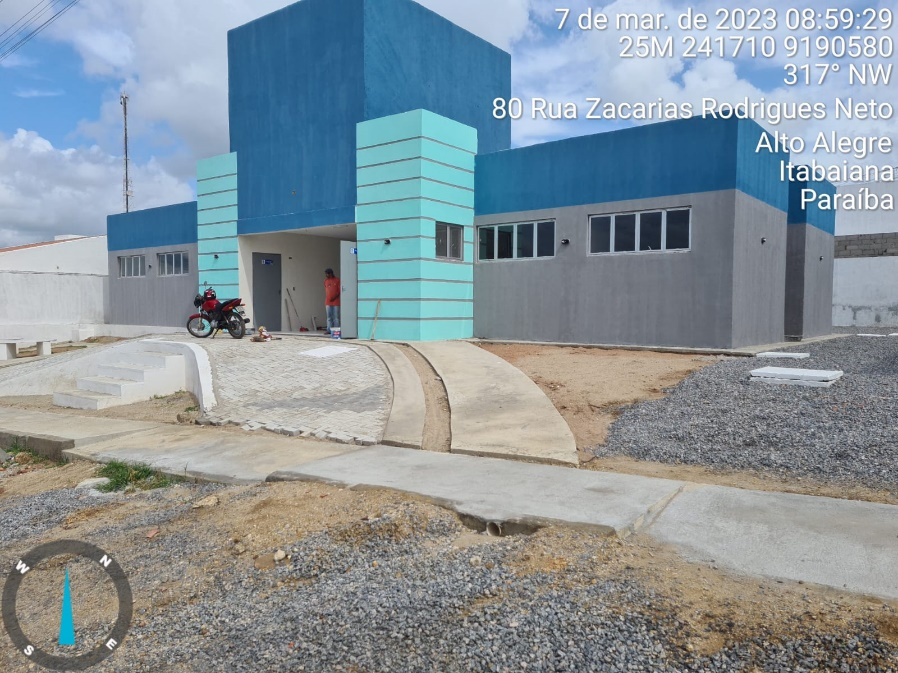 7 de mar. de 2023 08:59:29
25M 241710 9190580
317° NW
80 Rua Zacarias Rodrigues Neto
Alto Alegre
Itabaiana
Paraíba
W N
S E